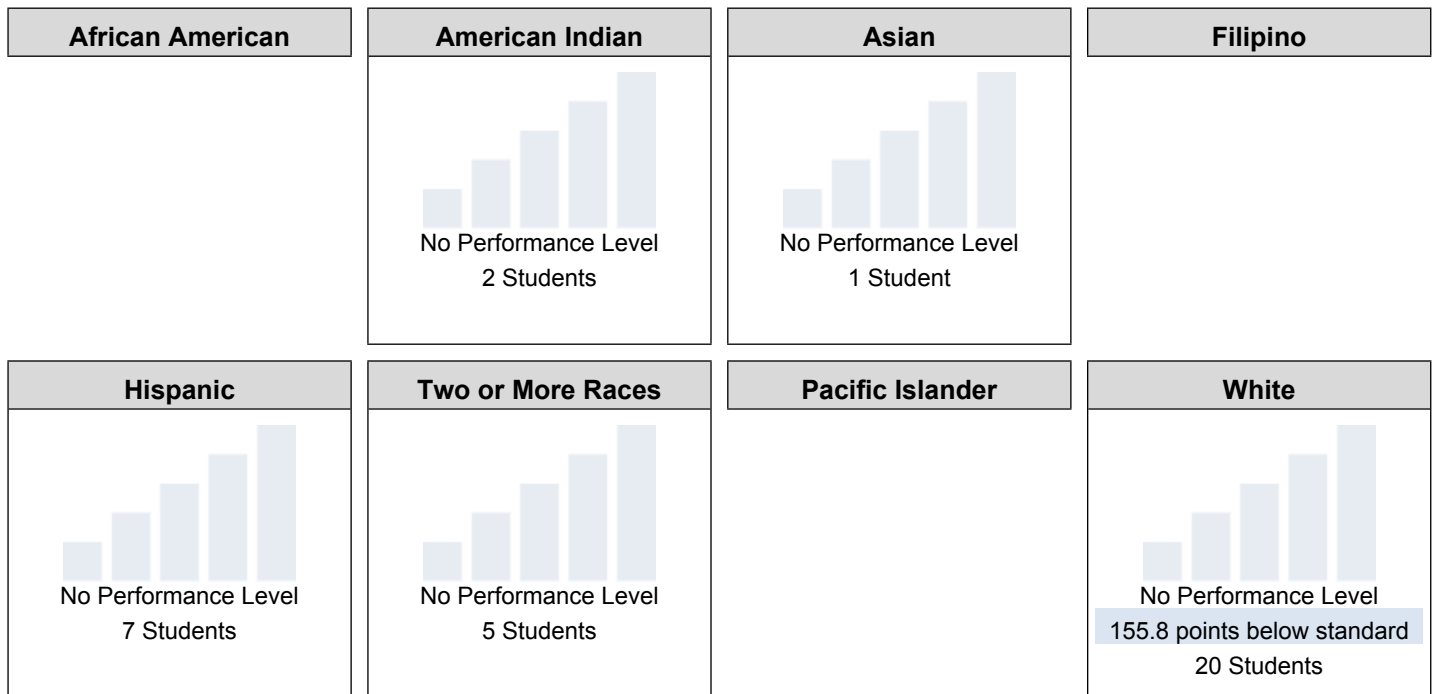 African American
American Indian
No Performance Level
2 Students
Asian
No Performance Level
1 Student
Filipino
Hispanic
No Performance Level
7 Students
Two or More Races
No Performance Level
5 Students
Pacific Islander
White
No Performance Level
155.8 points below standard
20 Students